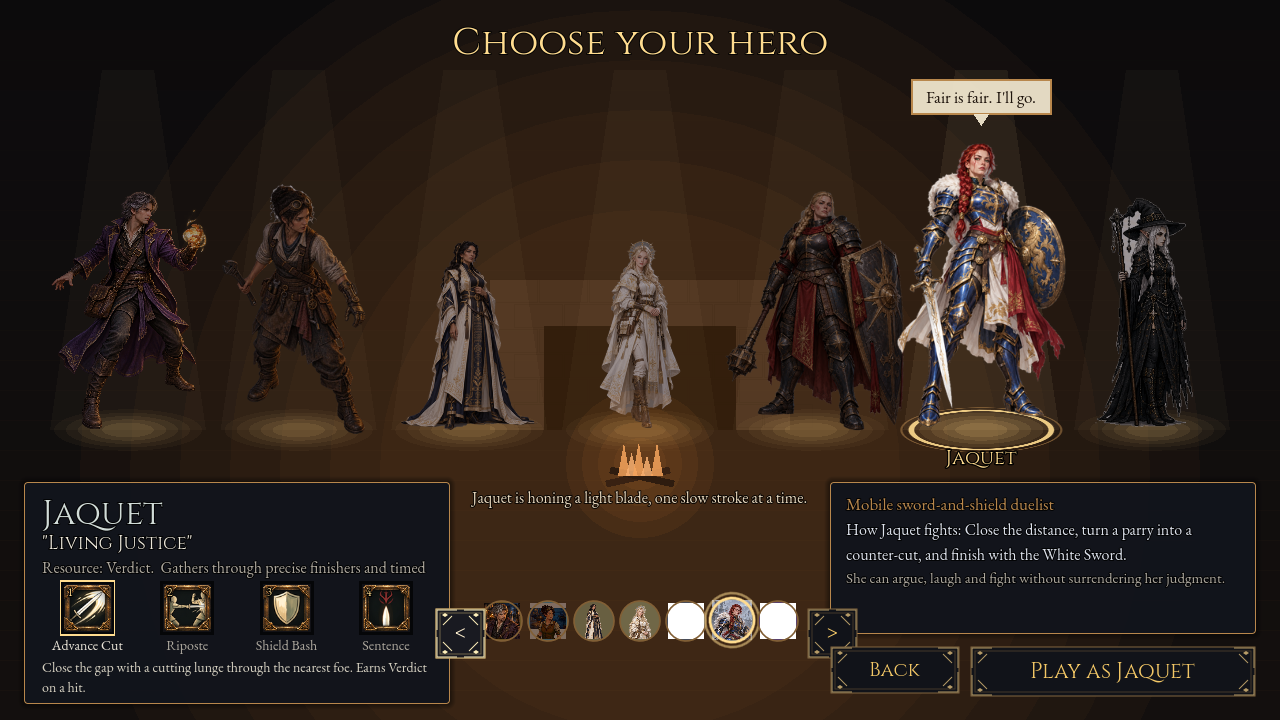 Choose your hero
Fair is fair. I'll go.
Jaquet
Jaquet
"Living Justice"
Resource: Verdict. Gathers through precise finishers and timed
1
2
3
Advance Cut
Riposte
Shield Bash
Sentence
Close the gap with a cutting lunge through the nearest foe. Earns Verdict
on a hit.
Jaquet is honing a light blade, one slow stroke at a time.
<
>
Mobile sword-and-shield duelist
How Jaquet fights: Close the distance, turn a parry into a
counter-cut, and finish with the White Sword.
She can argue, laugh and fight without surrendering her judgment.
Back
Play as Jaquet